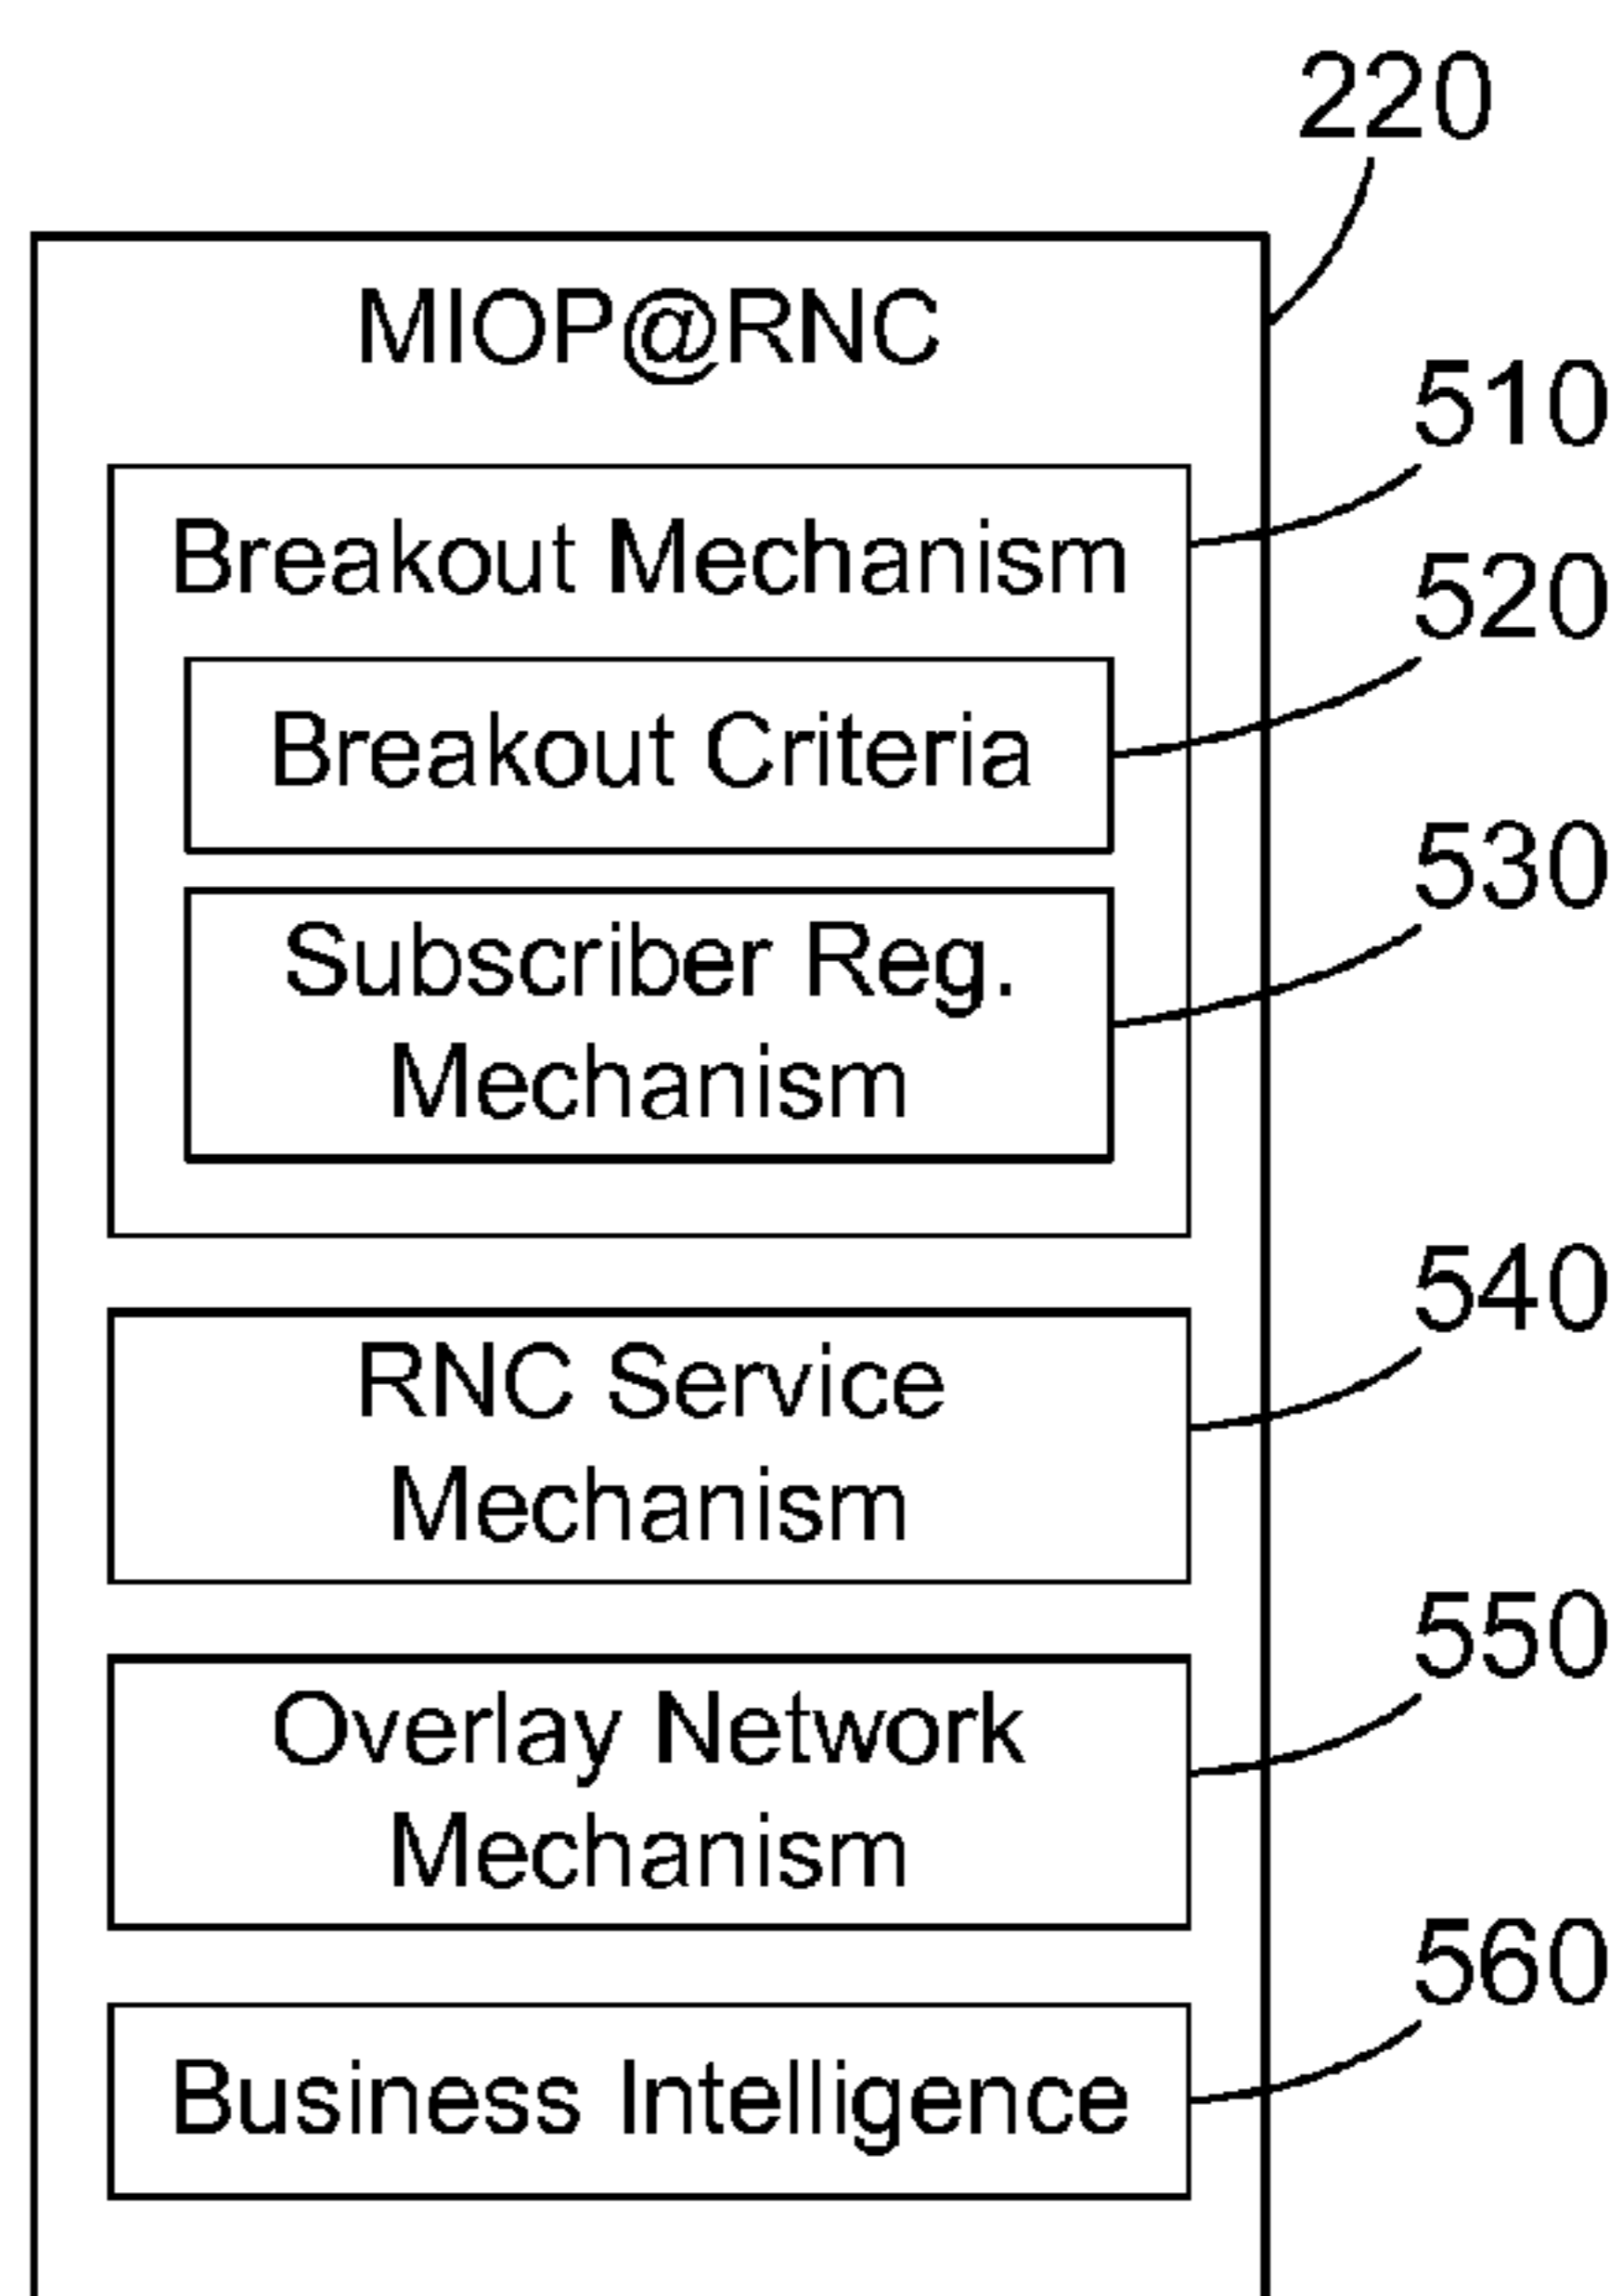 220
MIOP@RNC
510
Breakout Mechanism
520
Breakout Criteria
530
Subscriber Reg.
Mechanism
540
RNC Service
Mechanism
550
Overlay Network
Mechanism
560
Business Intelligence